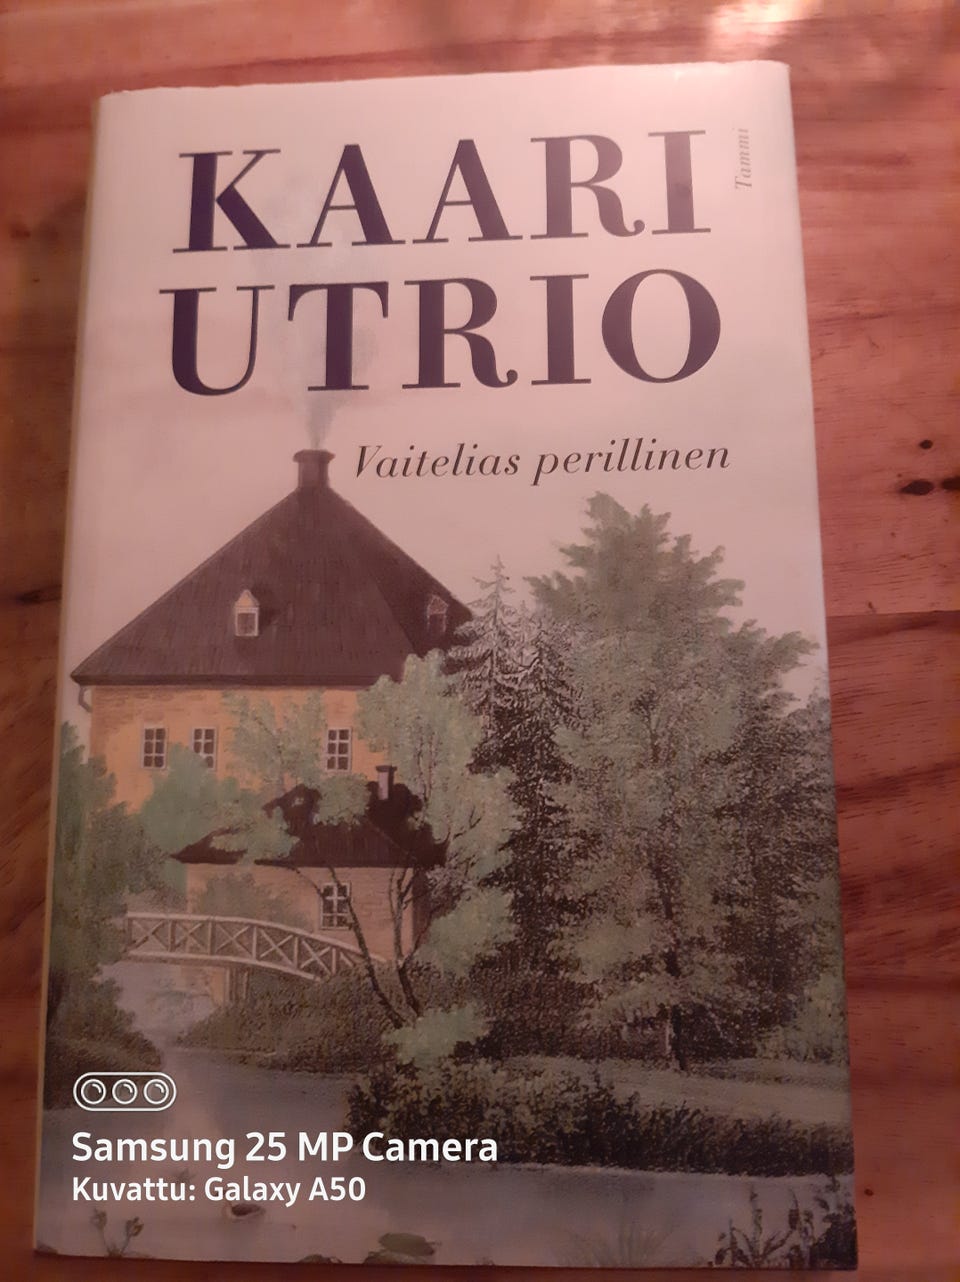 KAARI
UTRIO
Tammi
Vaitelias perillinen
Samsung 25 MP Camera
Kuvattu: Galaxy A50